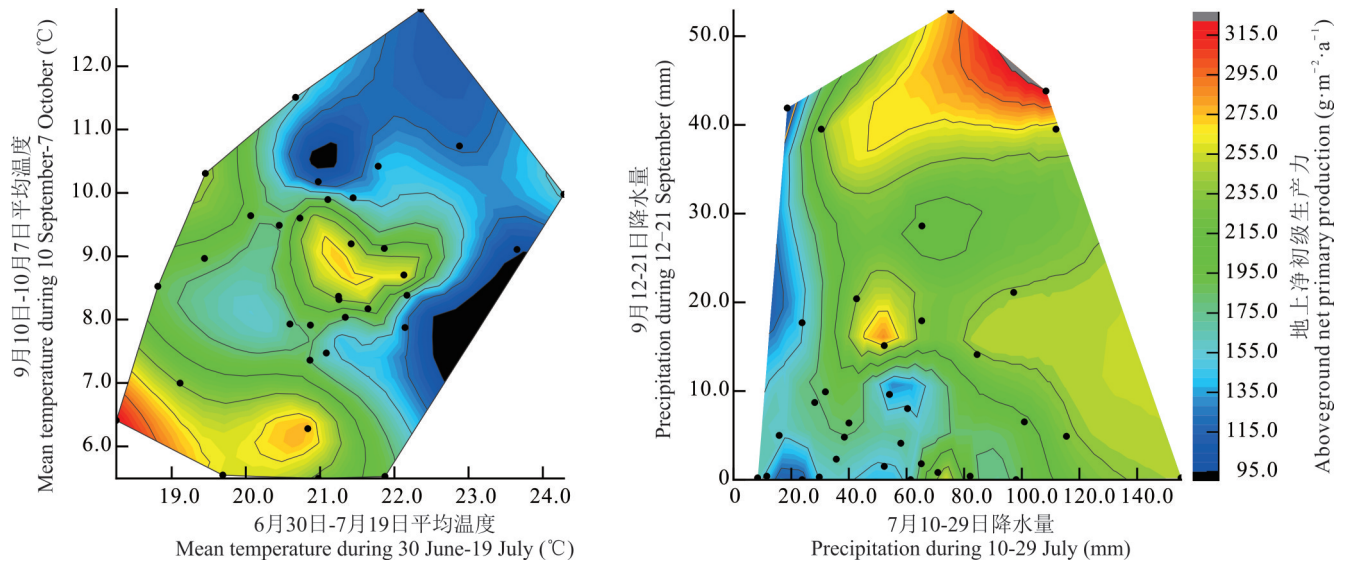 12.0
11.0
10.0
9.0
8.0
7.0
6.0
9月10日-10月7日平均温度
Mean temperature during 10 September-7 October (℃)
19.0 20.0 21.0 22.0 23.0 24.0
6月30日-7月19日平均温度
Mean temperature during 30 June-19 July (℃)
50.0
40.0
30.0
20.0
10.0
0
9月12-21日降水量
Precipitation during 12-21 September (mm)
0 20.0 40.0 60.0 80.0 100.0 120.0 140.0
7月10-29日降水量
Precipitation during 10-29 July (mm)
315.0
295.0
275.0
255.0
235.0
215.0
195.0
175.0
155.0
135.0
115.0
95.0
地上净初级生产力
Aboveground net primary production (g·m⁻²·a⁻¹)